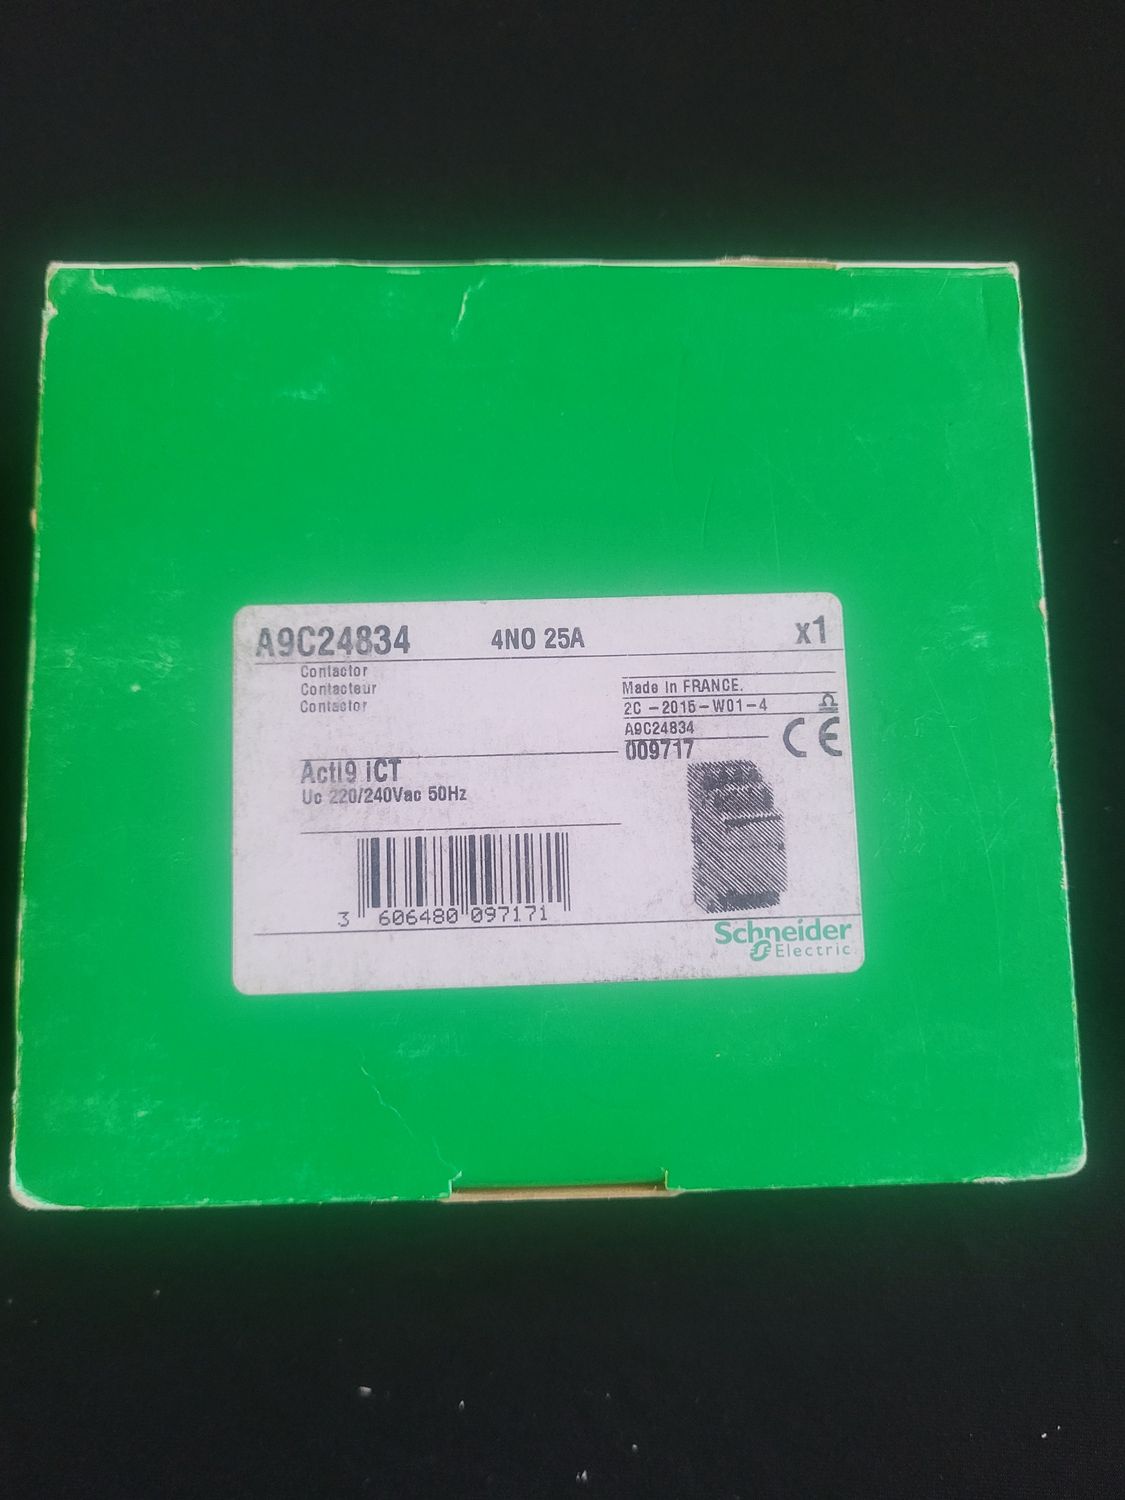 A9C24834 4NO 25A x1
Contactor
Contacteur
Contactor
Made in FRANCE.
2C - 2015 - W01 - 4
A9C24834
009717
CE
Acti9 iCT
Uc 220/240Vac 50Hz
3 606480 097171
Schneider
Electric